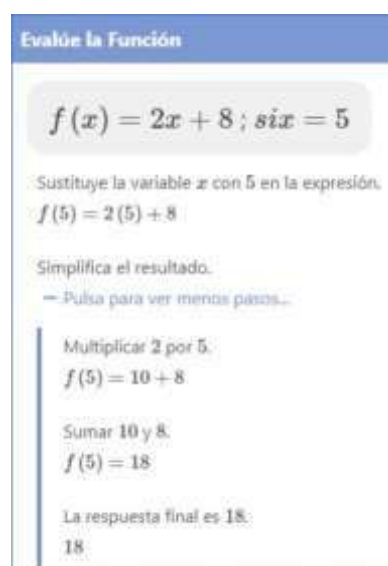 Evalúe la Función
f(x) = 2x + 8 ; six = 5
Sustituye la variable x con 5 en la expresión.
f(5) = 2(5) + 8
Simplifica el resultado.
— Pulsa para ver menos pasos...
Multiplicar 2 por 5.
f(5) = 10 + 8
Sumar 10 y 8.
f(5) = 18
La respuesta final es 18.
18